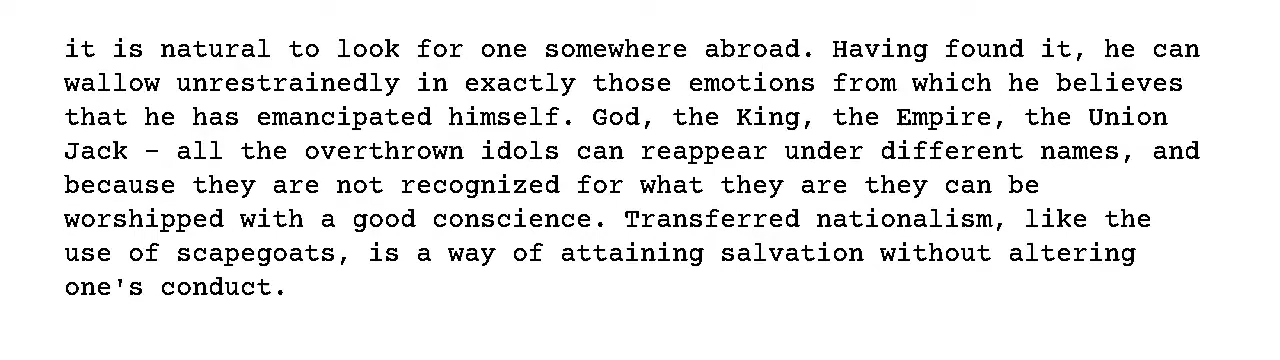 it is natural to look for one somewhere abroad. Having found it, he can
wallow unrestrainedly in exactly those emotions from which he believes
that he has emancipated himself. God, the King, the Empire, the Union
Jack – all the overthrown idols can reappear under different names, and
because they are not recognized for what they are they can be
worshipped with a good conscience. Transferred nationalism, like the
use of scapegoats, is a way of attaining salvation without altering
one's conduct.